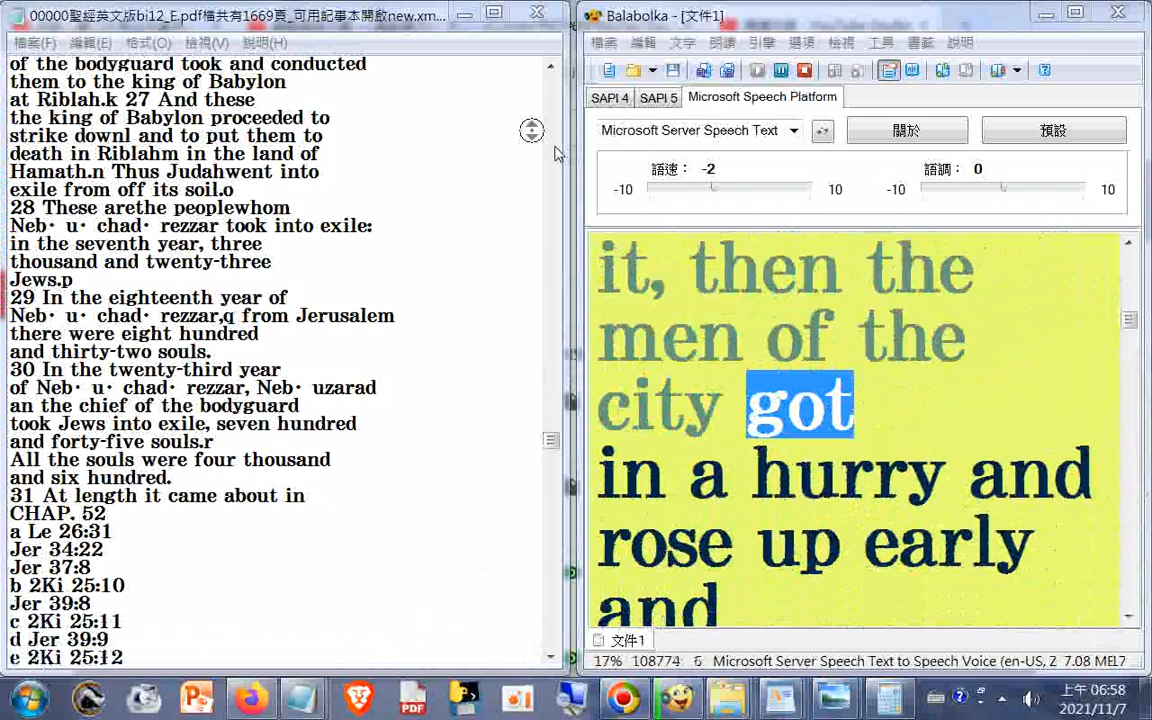 00000聖經英文版bi12_E.pdf檔共有1669頁_可用記事本開啟new.xm...
檔案(F) 編輯(E) 格式(O) 檢視(V) 說明(H)
of the bodyguard took and conducted
them to the king of Babylon
at Riblah.k 27 And these
the king of Babylon proceeded to
strike downl and to put them to
death in Riblahm in the land of
Hamath.n Thus Judahwent into
exile from off its soil.o
28 These arethe peoplewhom
Neb·u·chad·rezzar took into exile:
in the seventh year, three
thousand and twenty-three
Jews.p
29 In the eighteenth year of
Neb·u·chad·rezzar,q from Jerusalem
there were eight hundred
and thirty-two souls.
30 In the twenty-third year
of Neb·u·chad·rezzar, Neb·uzarad
an the chief of the bodyguard
took Jews into exile, seven hundred
and forty-five souls.r
All the souls were four thousand
and six hundred.
31 At length it came about in
CHAP. 52
a Le 26:31
Jer 34:22
Jer 37:8
b 2Ki 25:10
Jer 39:8
c 2Ki 25:11
d Jer 39:9
e 2Ki 25:12
Balabolka - [文件1]
檔案 編輯 文字 朗讀 引擎 選項 檢視 工具 書籤 說明
SAPI 4 SAPI 5 Microsoft Speech Platform
Microsoft Server Speech Text 關於 預設
語速： -2 語調： 0
-10 10 -10 10
it, then the
men of the
city got
in a hurry and
rose up early
and
文件1
17% 108774 Microsoft Server Speech Text to Speech Voice (en-US, Z 7.08 MEL7
PDF
上午 06:58
2021/11/7